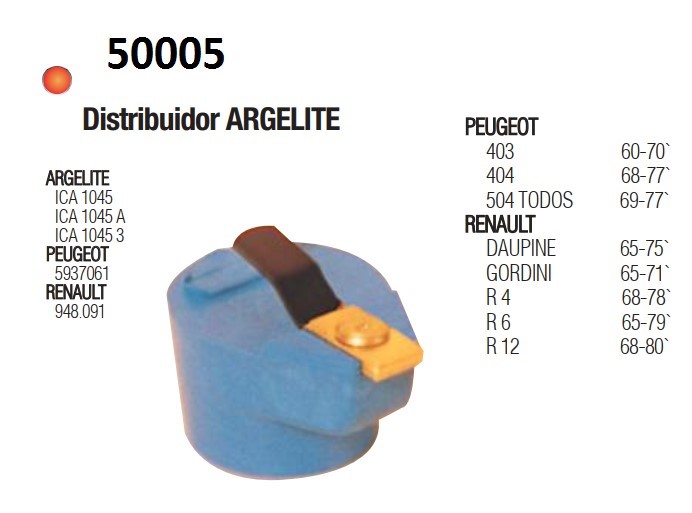 50005
Distribuidor ARGELITE
ARGELITE
ICA 1045
ICA 1045 A
ICA 1045 3
PEUGEOT
5937061
RENAULT
948.091
PEUGEOT
403 60-70`
404 68-77`
504 TODOS 69-77`
RENAULT
DAUPINE 65-75`
GORDINI 65-71`
R 4 68-78`
R 6 65-79`
R 12 68-80`